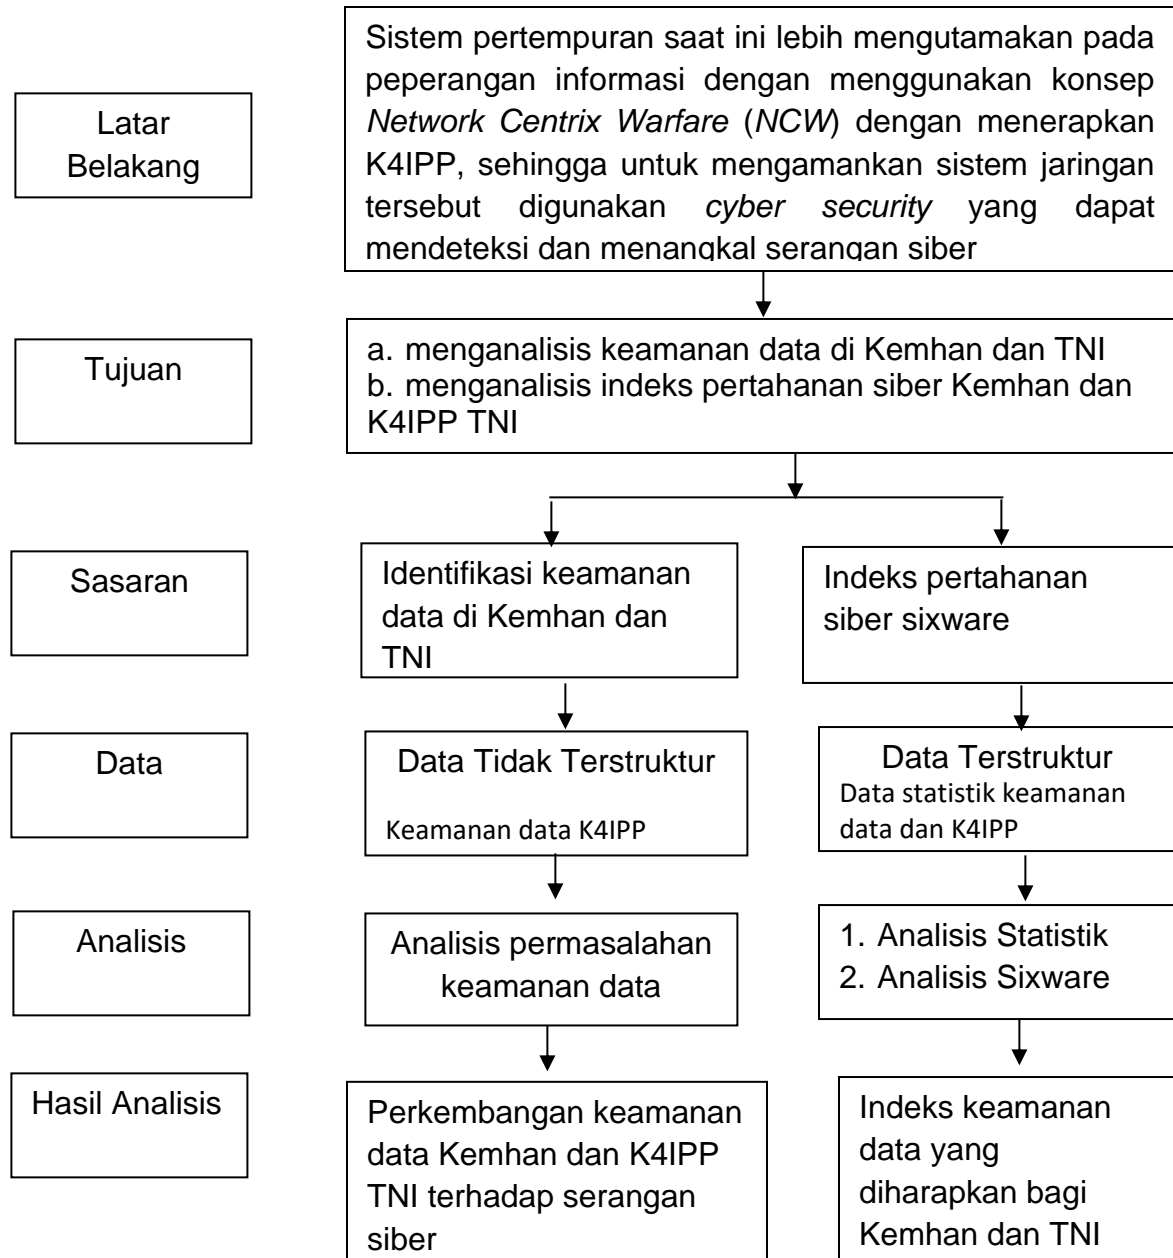 Latar
Belakang
Sistem pertempuran saat ini lebih mengutamakan pada
peperangan informasi dengan menggunakan konsep
Network Centrix Warfare (NCW) dengan menerapkan
K4IPP, sehingga untuk mengamankan sistem jaringan
tersebut digunakan cyber security yang dapat
mendeteksi dan menangkal serangan siber
Tujuan
a. menganalisis keamanan data di Kemhan dan TNI
b. menganalisis indeks pertahanan siber Kemhan dan
K4IPP TNI
Sasaran
Identifikasi keamanan
data di Kemhan dan
TNI
Indeks pertahanan
siber sixware
Data
Data Tidak Terstruktur
Keamanan data K4IPP
Data Terstruktur
Data statistik keamanan
data dan K4IPP
Analisis
Analisis permasalahan
keamanan data
1. Analisis Statistik
2. Analisis Sixware
Hasil Analisis
Perkembangan keamanan
data Kemhan dan K4IPP
TNI terhadap serangan
siber
Indeks keamanan
data yang
diharapkan bagi
Kemhan dan TNI